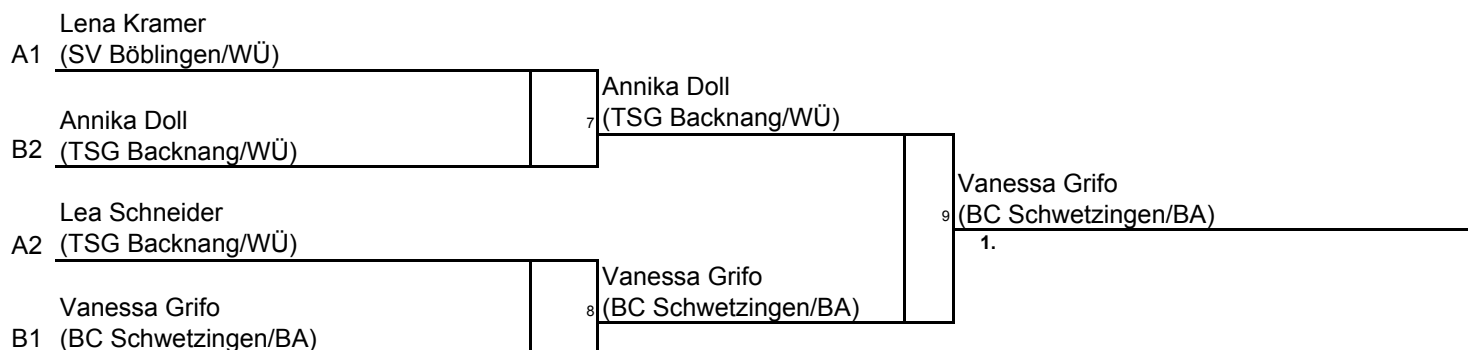 Lena Kramer
A1 (SV Böblingen/WÜ)
Annika Doll
7 (TSG Backnang/WÜ)
Annika Doll
B2 (TSG Backnang/WÜ)
Vanessa Grifo
9 (BC Schwetzingen/BA)
1.
Lea Schneider
A2 (TSG Backnang/WÜ)
Vanessa Grifo
8 (BC Schwetzingen/BA)
Vanessa Grifo
B1 (BC Schwetzingen/BA)